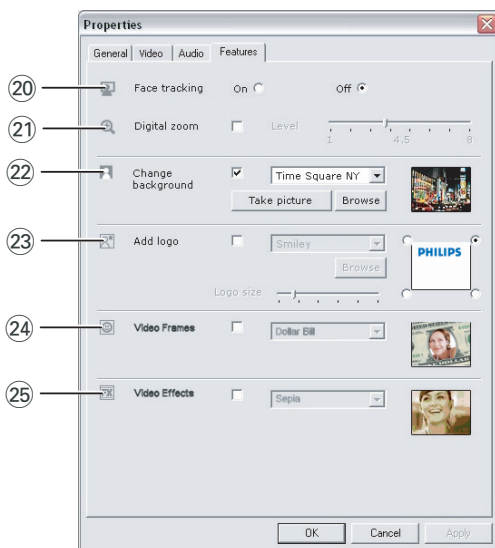 Properties
General Video Audio Features
20 Face tracking On Off
21 Digital zoom Level
1 4.5 8
22 Change background Time Square NY
Take picture Browse
23 Add logo Smiley
Browse
PHILIPS
Logo size
24 Video Frames Dollar Bill
25 Video Effects Sepia
OK Cancel Apply